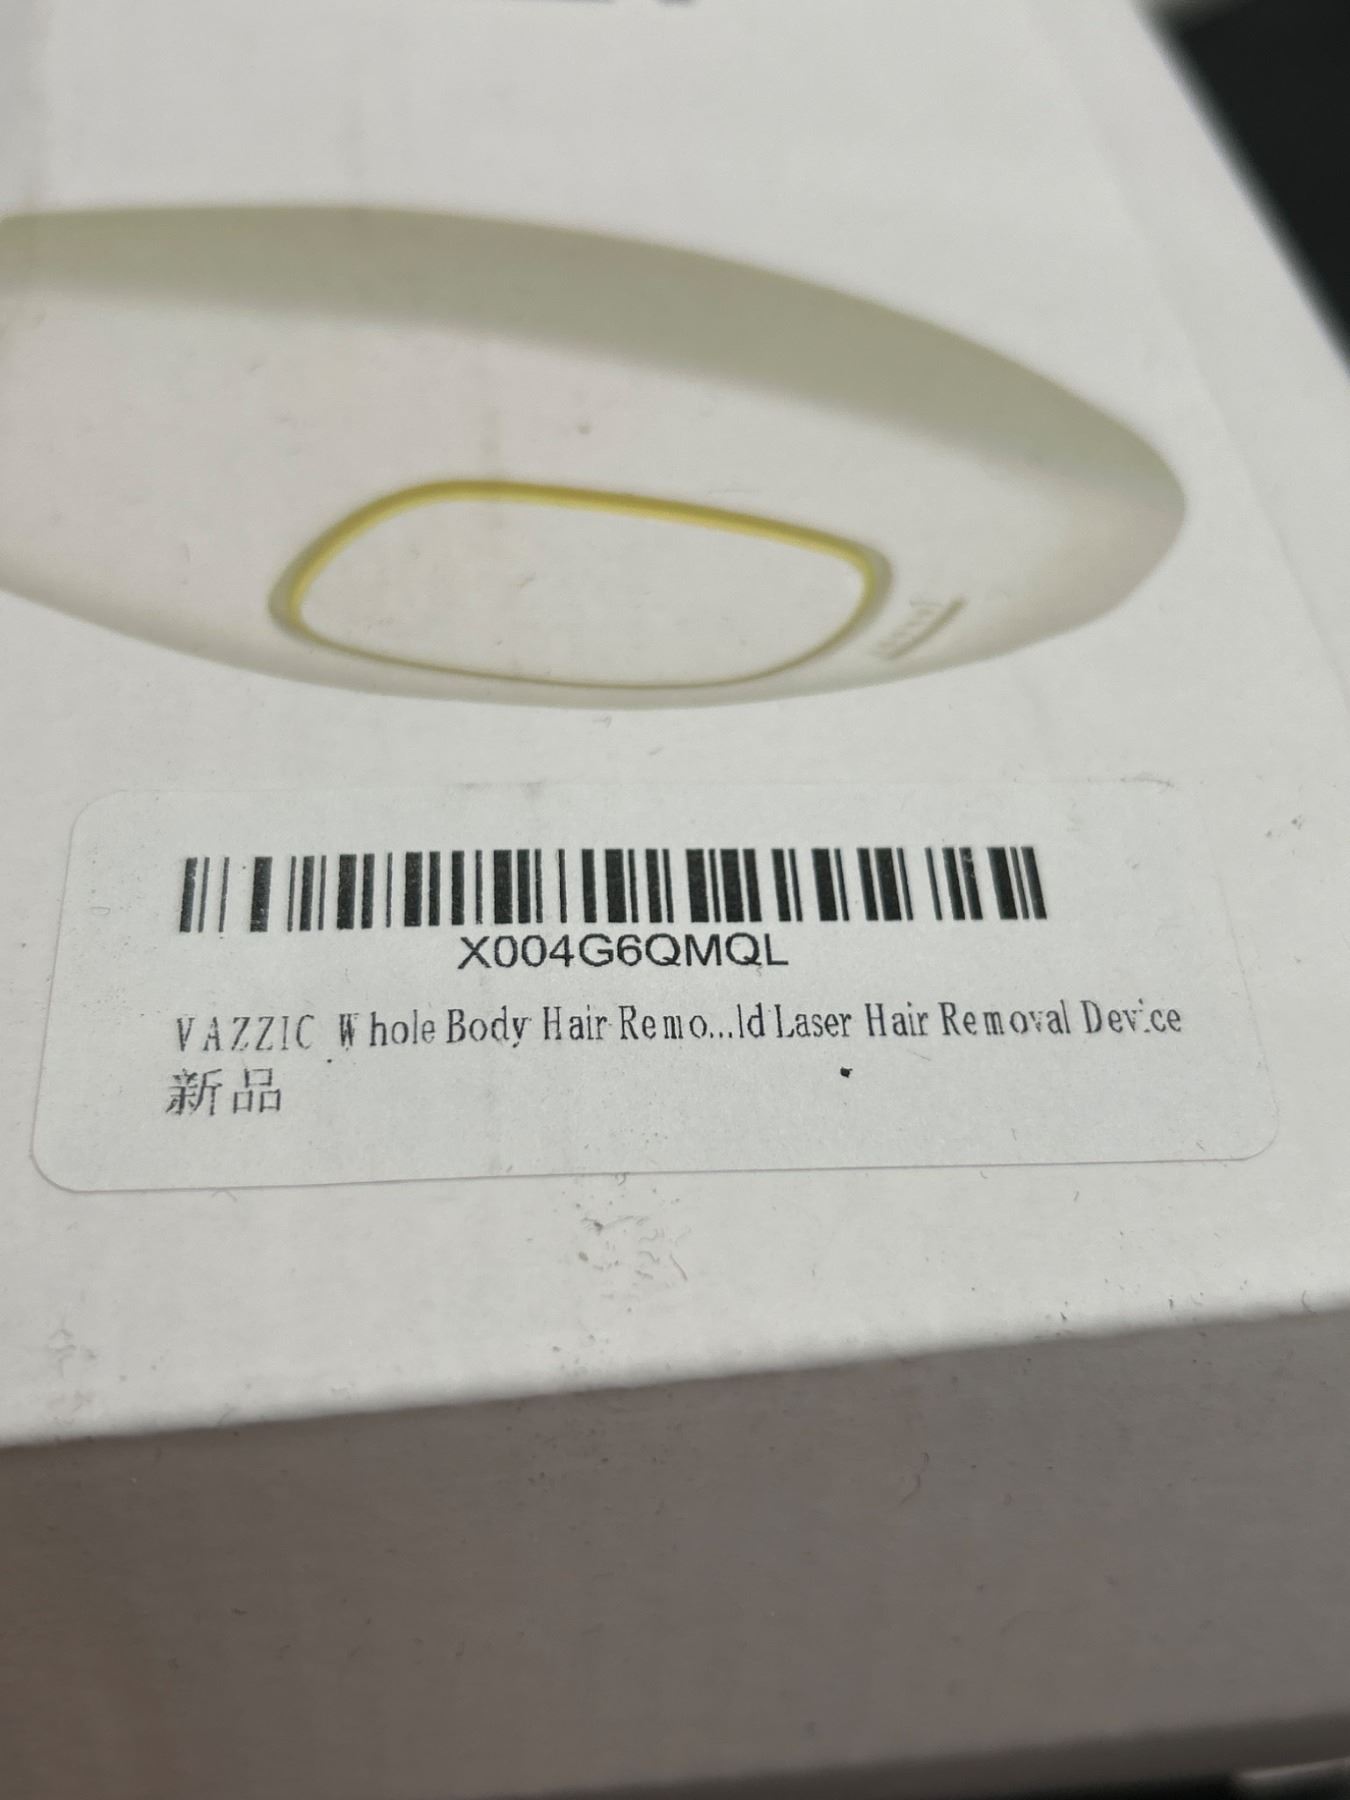 X004G6QMQL
VAZZIC Whole Body Hair Remo...ld Laser Hair Removal Device
新品